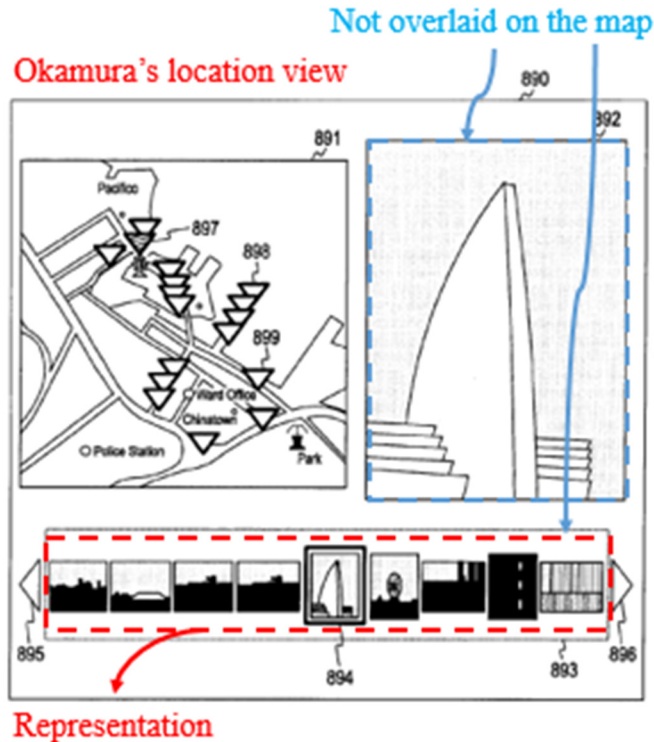 Not overlaid on the map
Okamura's location view
890
891
892
Pacifico
897
898
899
Ward Office
Chinatown
Police Station
Park
895
894
893
896
Representation